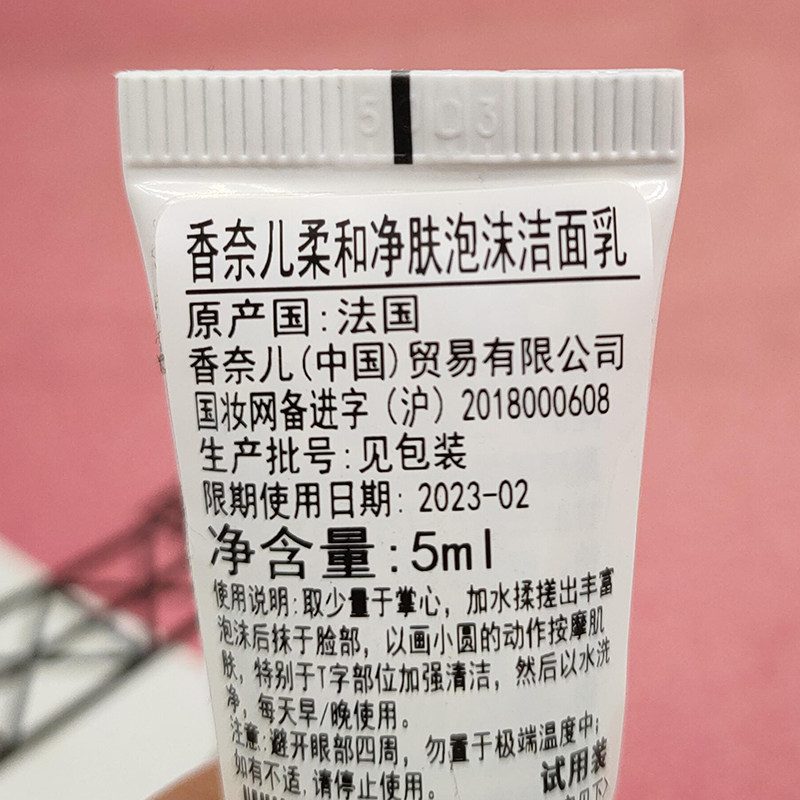 香奈儿柔和净肤泡沫洁面乳
原产国:法国
香奈儿(中国)贸易有限公司
国妆网备进字（沪）2018000608
生产批号:见包装
限期使用日期: 2023-02
净含量:5ml
使用说明:取少量于掌心，加水揉搓出丰富
泡沫后抹于脸部，以画小圆的动作按摩肌
肤，特别于T字部位加强清洁，然后以水洗
净，每天早/晚使用。
注意:避开眼部四周，勿置于极端温度中；
如有不适,请停止使用。
试用装